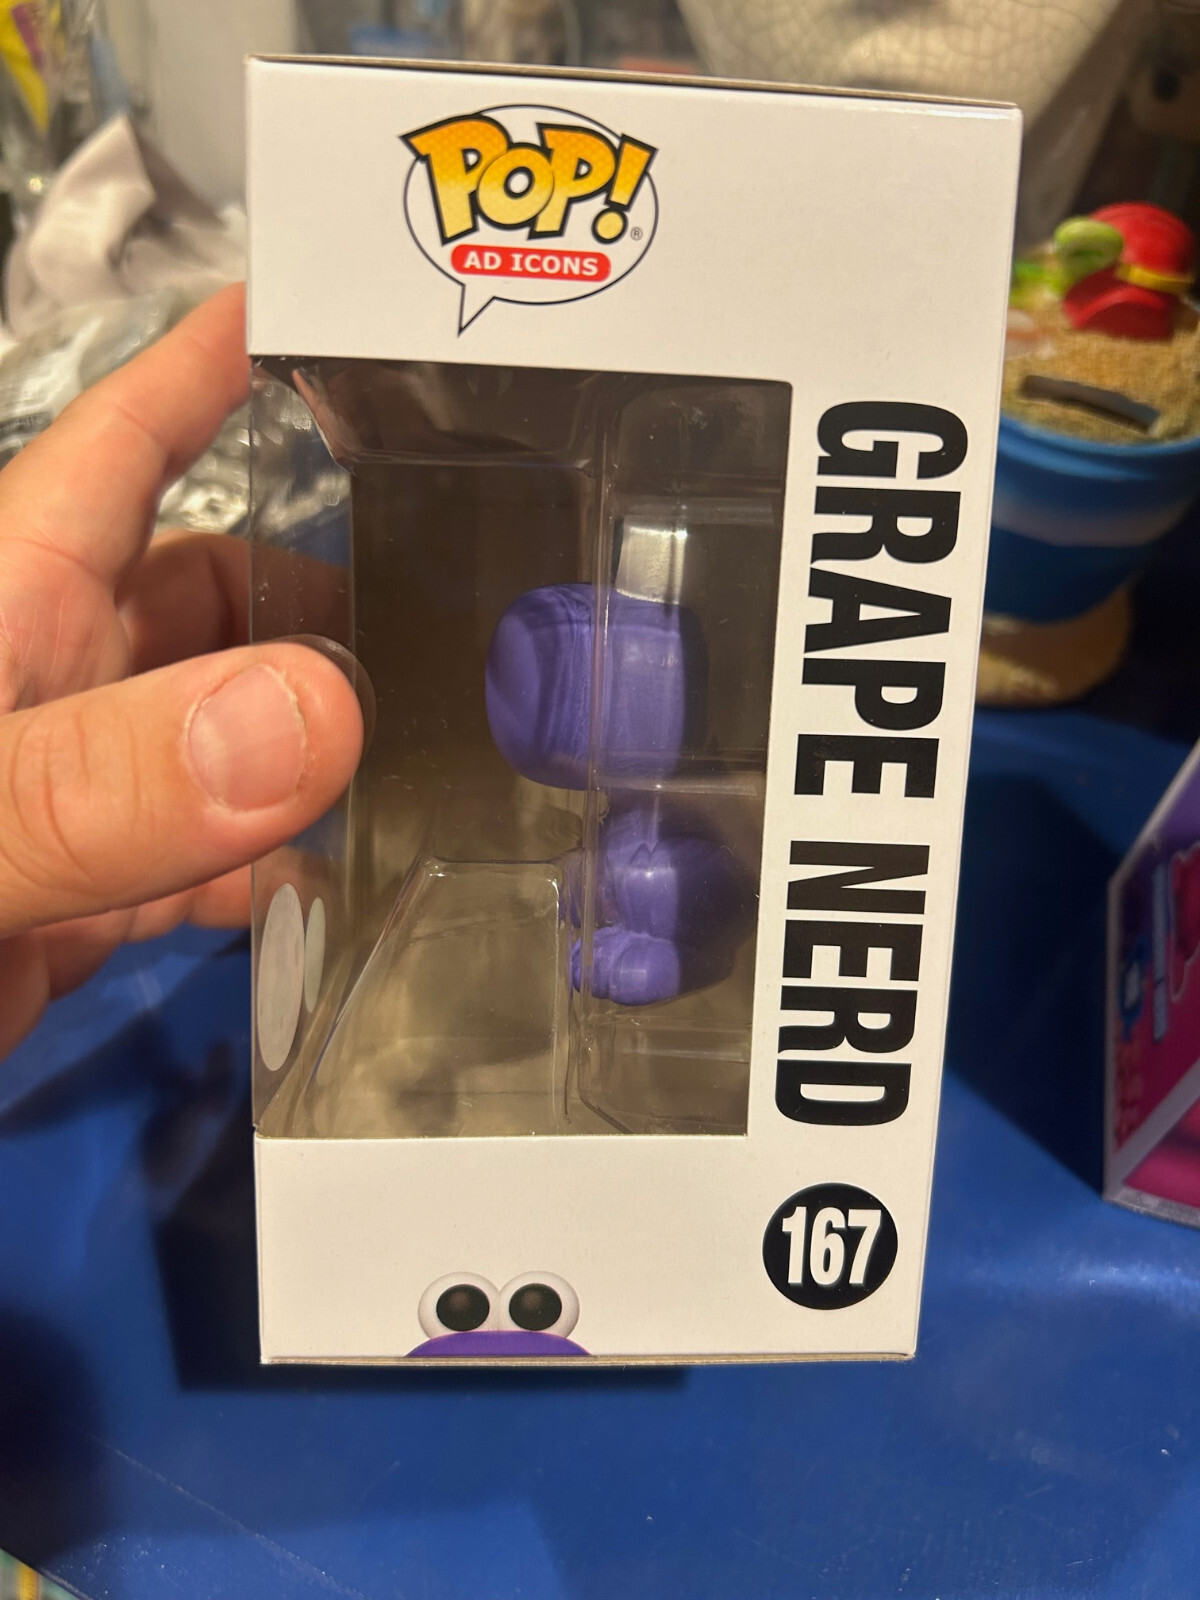 POP!
®
AD ICONS
GRAPE NERD
167